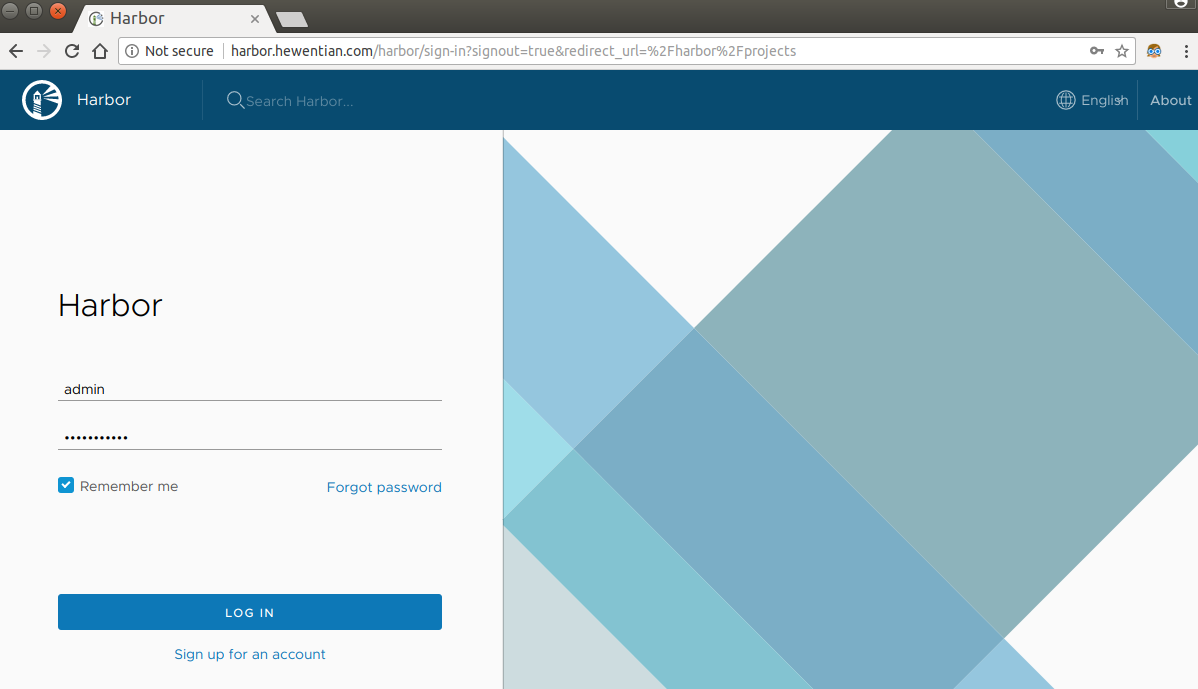 Harbor
Not secure harbor.hewentian.com/harbor/sign-in?signout=true&redirect_url=%2Fharbor%2Fprojects
Harbor Search Harbor... English About
Harbor
admin
•••••••••••
Remember me Forgot password
LOG IN
Sign up for an account